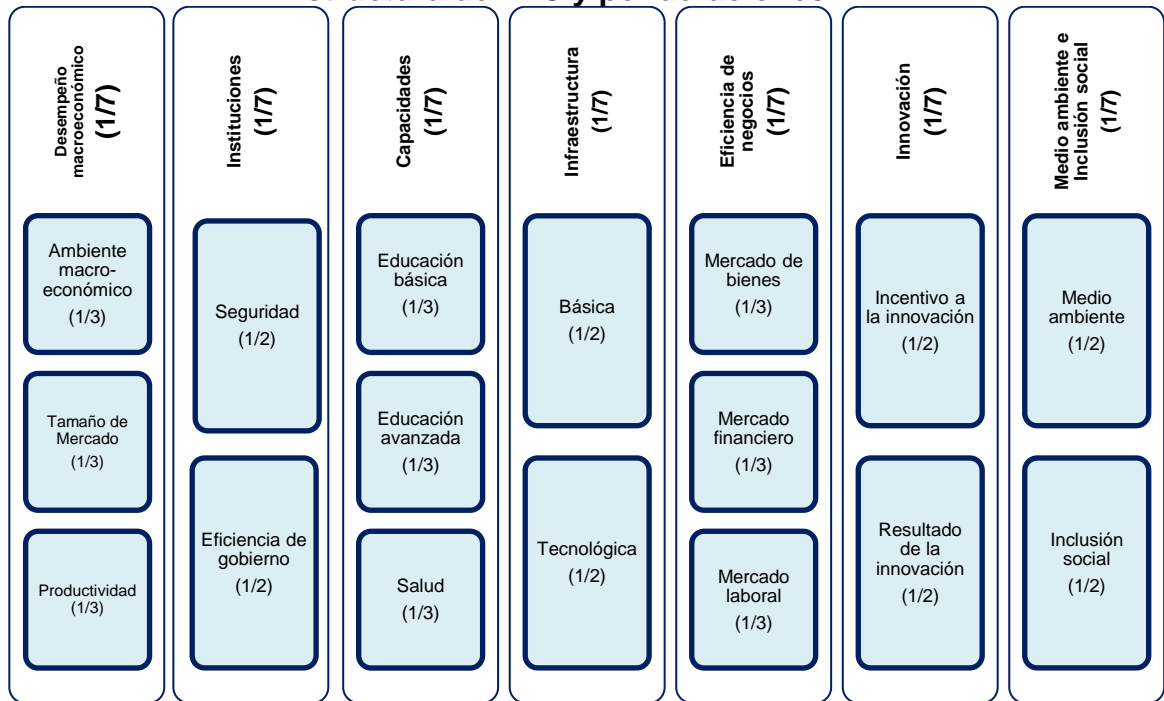 Desempeño
macroeconómico
(1/7)
Ambiente
macro-
económico
(1/3)
Tamaño de
Mercado
(1/3)
Productividad
(1/3)
Instituciones
(1/7)
Seguridad
(1/2)
Eficiencia de
gobierno
(1/2)
Capacidades
(1/7)
Educación
básica
(1/3)
Educación
avanzada
(1/3)
Salud
(1/3)
Infraestructura
(1/7)
Básica
(1/2)
Tecnológica
(1/2)
Eficiencia de
negocios
(1/7)
Mercado de
bienes
(1/3)
Mercado
financiero
(1/3)
Mercado
laboral
(1/3)
Innovación
(1/7)
Incentivo a
la innovación
(1/2)
Resultado
de la
innovación
(1/2)
Medio ambiente e
Inclusión social
(1/7)
Medio
ambiente
(1/2)
Inclusión
social
(1/2)